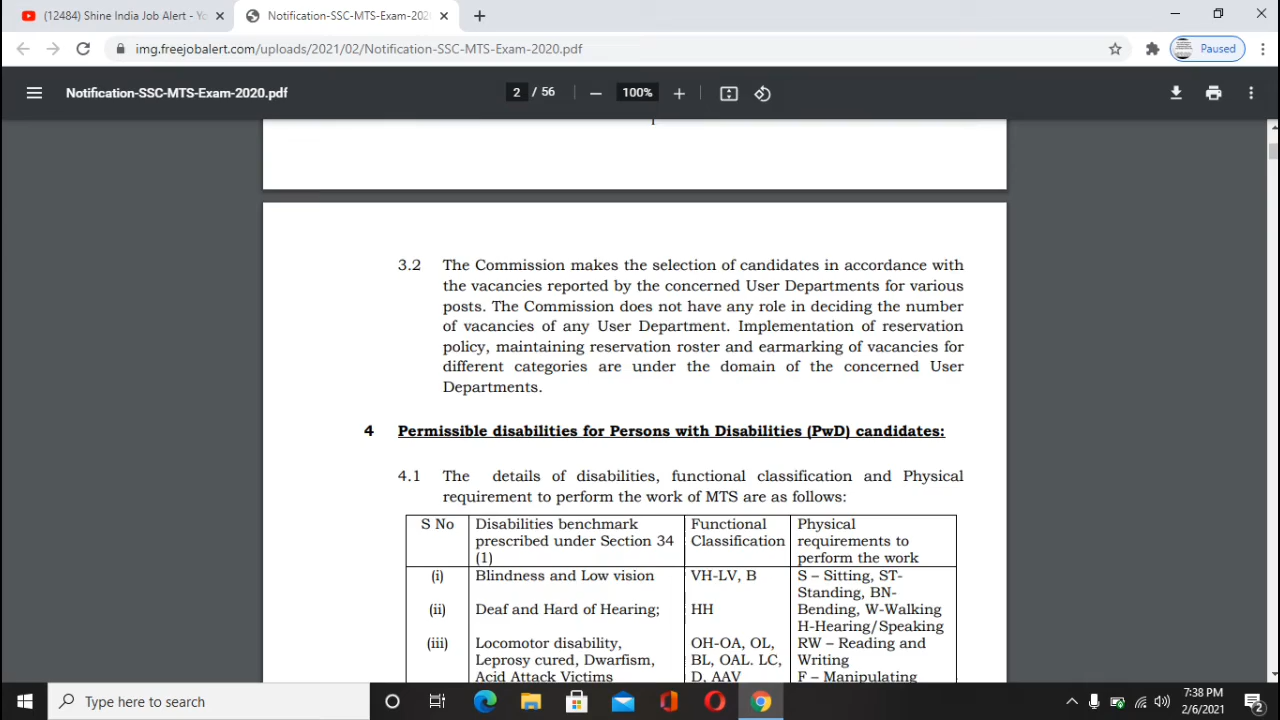 (12484) Shine India Job Alert - Yo
Notification-SSC-MTS-Exam-202
img.freejobalert.com/uploads/2021/02/Notification-SSC-MTS-Exam-2020.pdf
Paused
Notification-SSC-MTS-Exam-2020.pdf
2 / 56
100%
3.2 The Commission makes the selection of candidates in accordance with
the vacancies reported by the concerned User Departments for various
posts. The Commission does not have any role in deciding the number
of vacancies of any User Department. Implementation of reservation
policy, maintaining reservation roster and earmarking of vacancies for
different categories are under the domain of the concerned User
Departments.
4 Permissible disabilities for Persons with Disabilities (PwD) candidates:
4.1 The details of disabilities, functional classification and Physical
requirement to perform the work of MTS are as follows:
S No Disabilities benchmark Functional Physical
prescribed under Section 34 Classification requirements to
(1) perform the work
(i) Blindness and Low vision VH-LV, B S – Sitting, ST-
Standing, BN-
(ii) Deaf and Hard of Hearing; HH Bending, W-Walking
H-Hearing/Speaking
(iii) Locomotor disability, OH-OA, OL, RW – Reading and
Leprosy cured, Dwarfism, BL, OAL. LC, Writing
Acid Attack Victims D, AAV F – Manipulating
Type here to search
7:38 PM
2/6/2021
2